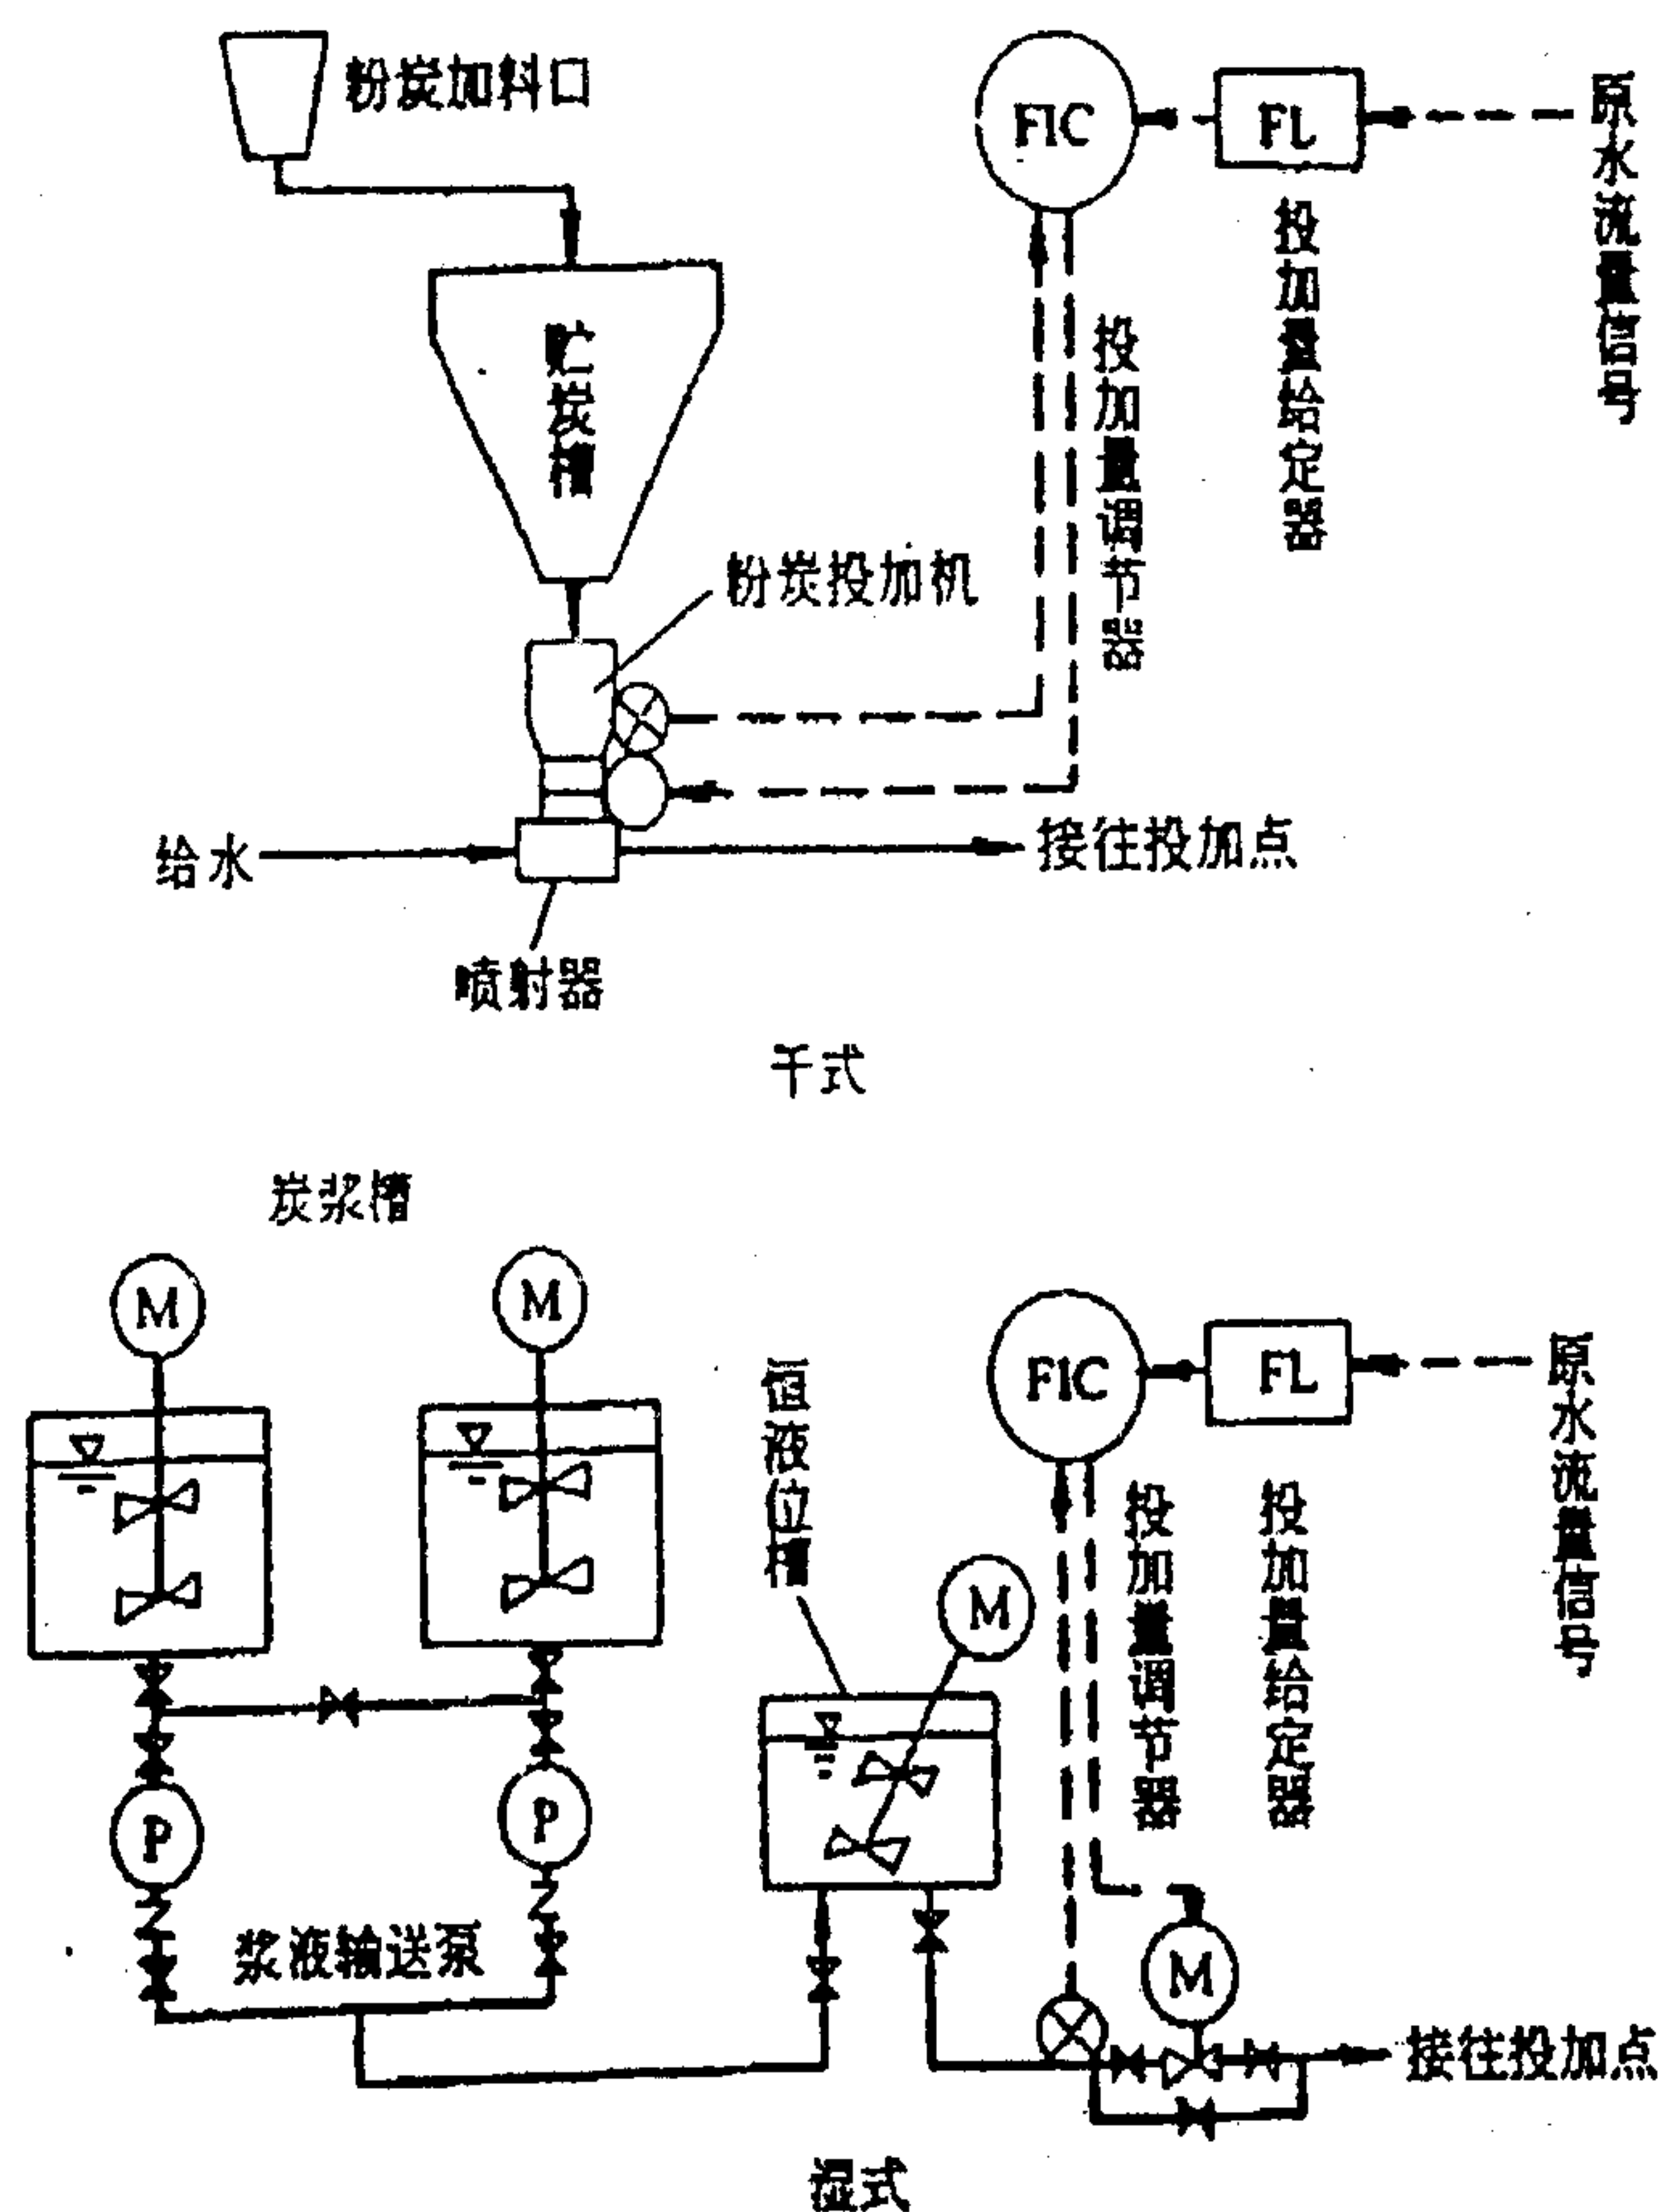 粉炭加料口
FIC
FL
原水流量信号
投加量给定器
投加量调节器
贮炭槽
粉炭投加机
给水
接往投加点
喷射器
干式
炭浆槽
M
M
恒液位槽
FIC
FL
原水流量信号
投加量调节器
投加量给定器
M
P
P
浆液输送泵
M
接往投加点
湿式